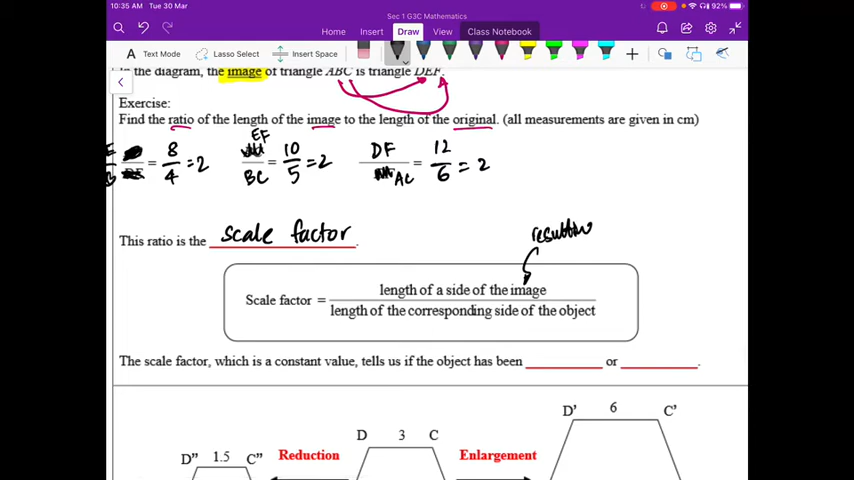 10:35 AM Tue 30 May
92%
Sec 1 G3C Mathematics
Home Insert Draw View Class Notebook
Text Mode Lasso Select Insert Space
In the diagram, the image of triangle ABC is triangle DEF.
Exercise:
Find the ratio of the length of the image to the length of the original. (all measurements are given in cm)
= 8/4 = 2 EF/BC = 10/5 = 2 DF/AC = 12/6 = 2
This ratio is the scale factor.
Scale factor = length of a side of the image
length of the corresponding side of the object
The scale factor, which is a constant value, tells us if the object has been or .
D' 6 C'
D 3 C
D'' 1.5 C'' Reduction Enlargement